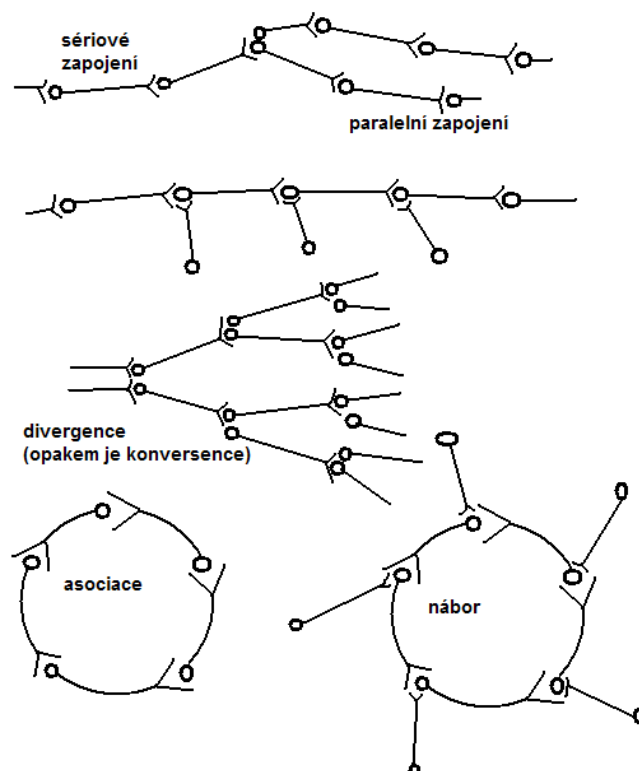 sériové
zapojení
paralelní zapojení
divergence
(opakem je konversence)
asociace
nábor